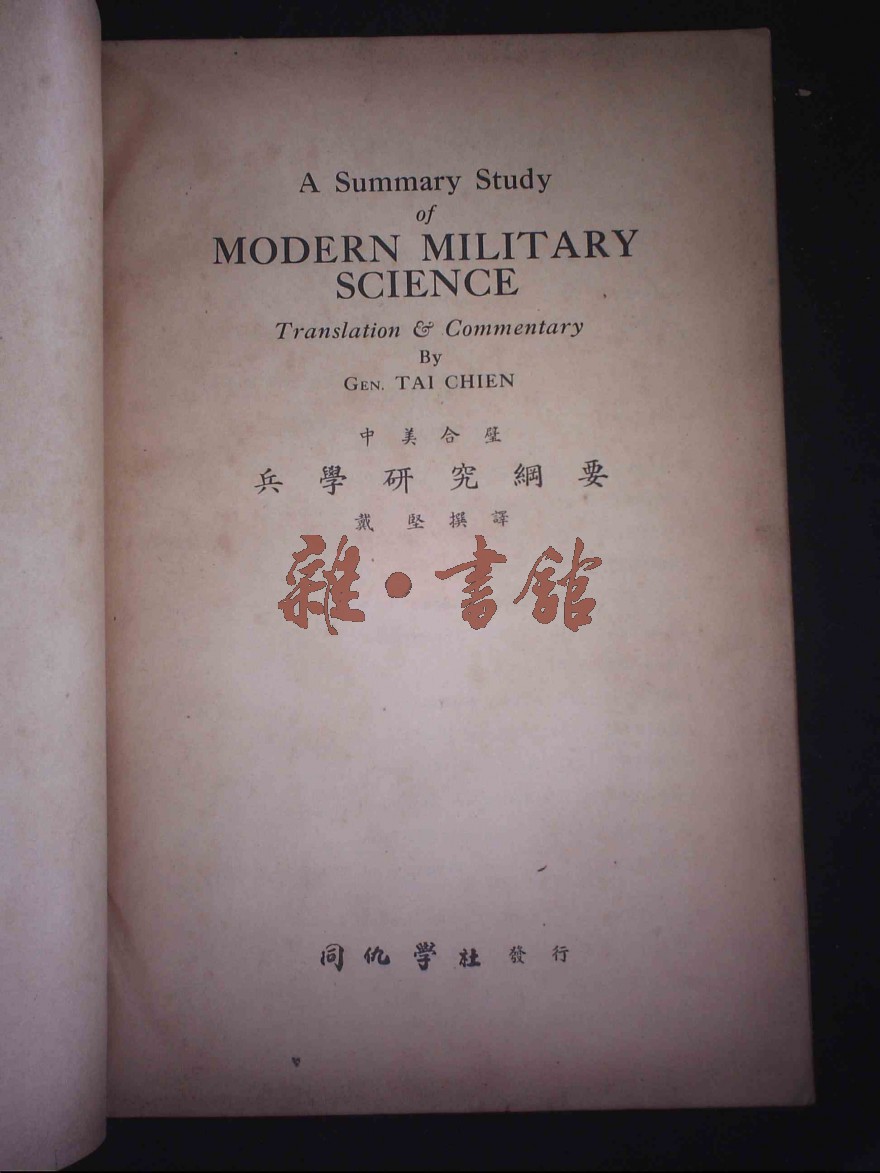 A Summary Study
of
MODERN MILITARY
SCIENCE
Translation & Commentary
By
GEN. TAI CHIEN
中美合璧
兵學研究綱要
戴堅撰譯
雜·書館
同仇学社發行